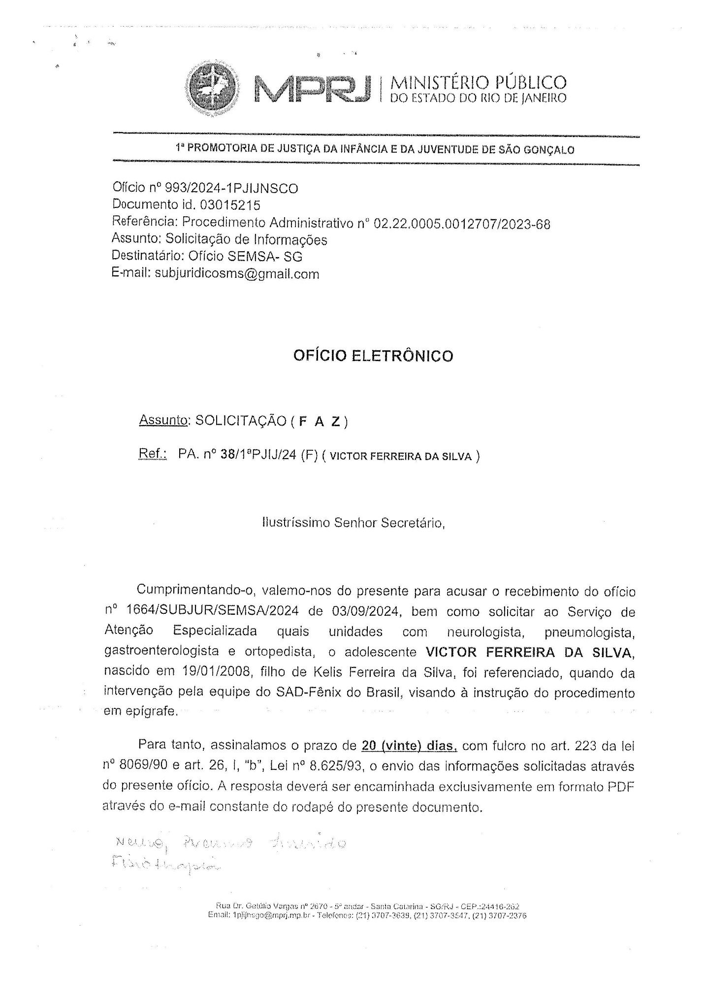 MPRJ MINISTÉRIO PÚBLICO
DO ESTADO DO RIO DE JANEIRO
1ª PROMOTORIA DE JUSTIÇA DA INFÂNCIA E DA JUVENTUDE DE SÃO GONÇALO
Ofício nº 993/2024-1PJIJNSCO
Documento id. 03015215
Referência: Procedimento Administrativo n° 02.22.0005.0012707/2023-68
Assunto: Solicitação de Informações
Destinatário: Ofício SEMSA- SG
E-mail: subjuridicosms@gmail.com
OFÍCIO ELETRÔNICO
Assunto: SOLICITAÇÃO ( F A Z )
Ref.: PA. nº 38/1ªPJIJ/24 (F) ( VICTOR FERREIRA DA SILVA )
Ilustríssimo Senhor Secretário,
Cumprimentando-o, valemo-nos do presente para acusar o recebimento do ofício
nº 1664/SUBJUR/SEMSA/2024 de 03/09/2024, bem como solicitar ao Serviço de
Atenção Especializada quais unidades com neurologista, pneumologista,
gastroenterologista e ortopedista, o adolescente VICTOR FERREIRA DA SILVA,
nascido em 19/01/2008, filho de Kelis Ferreira da Silva, foi referenciado, quando da
intervenção pela equipe do SAD-Fênix do Brasil, visando à instrução do procedimento
em epígrafe.
Para tanto, assinalamos o prazo de 20 (vinte) dias, com fulcro no art. 223 da lei
nº 8069/90 e art. 26, I, “b”, Lei nº 8.625/93, o envio das informações solicitadas através
do presente ofício. A resposta deverá ser encaminhada exclusivamente em formato PDF
através do e-mail constante do rodapé do presente documento.
Neuro, Pneumo
Fisioterapia
Rua Dr. Getúlio Vargas nº 2670 - 5º andar - Santa Catarina - SG/RJ - CEP.:24416-262
Email: 1pjijnsgo@mprj.mp.br - Telefones: (21) 3707-3639, (21) 3707-3547, (21) 3707-2376